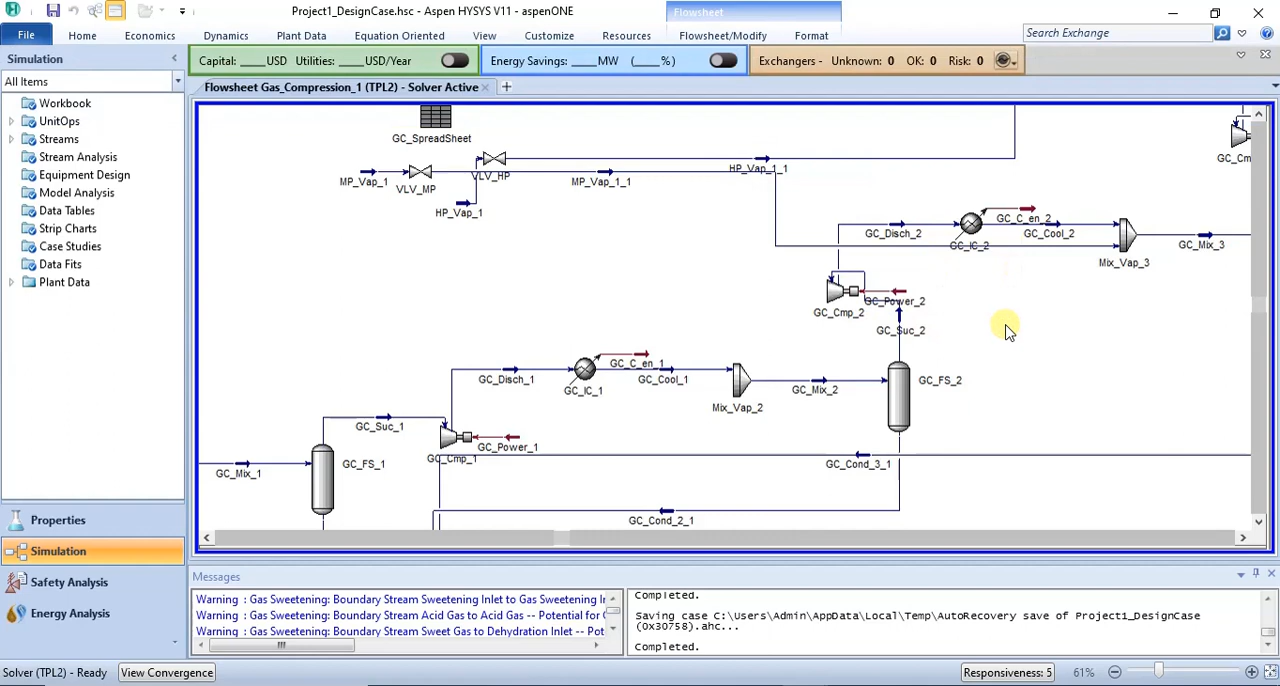 Project1_DesignCase.hsc - Aspen HYSYS V11 - aspenONE
Flowsheet
File Home Economics Dynamics Plant Data Equation Oriented View Customize Resources Flowsheet/Modify Format
Search Exchange
Simulation
Capital: ____USD Utilities: ____USD/Year
Energy Savings: ____MW (____%)
Exchangers - Unknown: 0 OK: 0 Risk: 0
All Items
Flowsheet Gas_Compression_1 (TPL2) - Solver Active
Workbook
UnitOps
Streams
Stream Analysis
Equipment Design
Model Analysis
Data Tables
Strip Charts
Case Studies
Data Fits
Plant Data
Properties
Simulation
Safety Analysis
Energy Analysis
GC_SpreadSheet
GC_Cm
HP_Vap_1_1
VLV_HP
MP_Vap_1
VLV_MP
MP_Vap_1_1
HP_Vap_1
GC_C_en_2
GC_Disch_2
GC_Cool_2
GC_IC_2
GC_Mix_3
Mix_Vap_3
GC_Power_2
GC_Cmp_2
GC_Suc_2
GC_C_en_1
GC_Disch_1
GC_Cool_1
GC_IC_1
GC_Mix_2
GC_FS_2
Mix_Vap_2
GC_Suc_1
GC_Power_1
GC_Cmp_1
GC_FS_1
GC_Mix_1
GC_Cond_3_1
GC_Cond_2_1
Messages
Warning : Gas Sweetening: Boundary Stream Sweetening Inlet to Gas Sweetening Ir
Warning : Gas Sweetening: Boundary Stream Acid Gas to Acid Gas -- Potential for C
Warning : Gas Sweetening: Boundary Stream Sweet Gas to Dehydration Inlet -- Pot
Completed.
Saving case C:\Users\Admin\AppData\Local\Temp\AutoRecovery save of Project1_DesignCase
(0x30758).ahc...
Completed.
Solver (TPL2) - Ready
View Convergence
Responsiveness: 5
61%